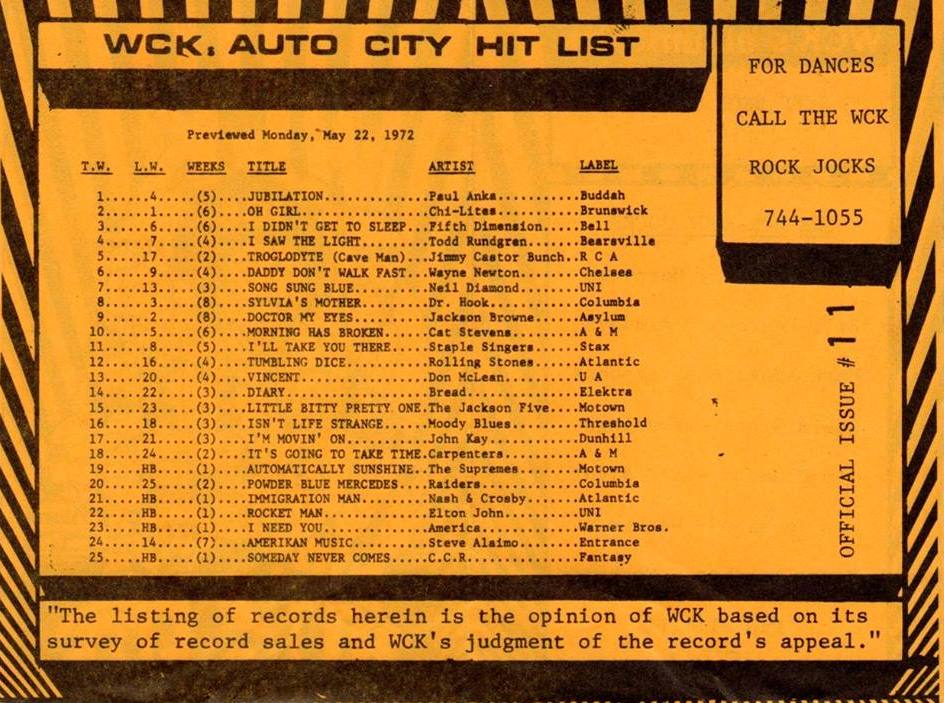 WCK. AUTO CITY HIT LIST
FOR DANCES
CALL THE WCK
ROCK JOCKS
744-1055
Previewed Monday, May 22, 1972
T.W. L.W. WEEKS TITLE ARTIST LABEL
1......4.....(5)....JUBILATION..............Paul Anka...........Buddah
2......1.....(6)....OH GIRL.................Chi-Lites...........Brunswick
3......6.....(6)....I DIDN'T GET TO SLEEP...Fifth Dimension.....Bell
4......7.....(4)....I SAW THE LIGHT.........Todd Rundgren.......Bearsville
5.....17.....(2)....TROGLODYTE (Cave Man)...Jimmy Castor Bunch..R C A
6......9.....(4)....DADDY DON'T WALK FAST...Wayne Newton........Chelsea
7.....13.....(3)....SONG SUNG BLUE..........Neil Diamond........UNI
8......3.....(8)....SYLVIA'S MOTHER.........Dr. Hook............Columbia
9......2.....(8)....DOCTOR MY EYES..........Jackson Browne......Asylum
10......5.....(6)....MORNING HAS BROKEN......Cat Stevens.........A & M
11......8.....(5)....I'LL TAKE YOU THERE.....Staple Singers......Stax
12.....16.....(4)....TUMBLING DICE...........Rolling Stones......Atlantic
13.....20.....(4)....VINCENT.................Don McLean..........U A
14.....22.....(3)....DIARY...................Bread...............Elektra
15.....23.....(3)....LITTLE BITTY PRETTY ONE.The Jackson Five....Motown
16.....18.....(3)....ISN'T LIFE STRANGE......Moody Blues.........Threshold
17.....21.....(3)....I'M MOVIN' ON...........John Kay............Dunhill
18.....24.....(2)....IT'S GOING TO TAKE TIME.Carpenters..........A & M
19.....HB.....(1)....AUTOMATICALLY SUNSHINE..The Supremes........Motown
20.....25.....(2)....POWDER BLUE MERCEDES....Raiders.............Columbia
21.....HB.....(1)....IMMIGRATION MAN.........Nash & Crosby.......Atlantic
22.....HB.....(1)....ROCKET MAN..............Elton John..........UNI
23.....HB.....(1)....I NEED YOU..............America.............Warner Bros.
24.....14.....(7)....AMERIKAN MUSIC..........Steve Alaimo........Entrance
25.....HB.....(1)....SOMEDAY NEVER COMES.....C.C.R...............Fantasy
OFFICIAL ISSUE # 11
"The listing of records herein is the opinion of WCK based on its
survey of record sales and WCK's judgment of the record's appeal."